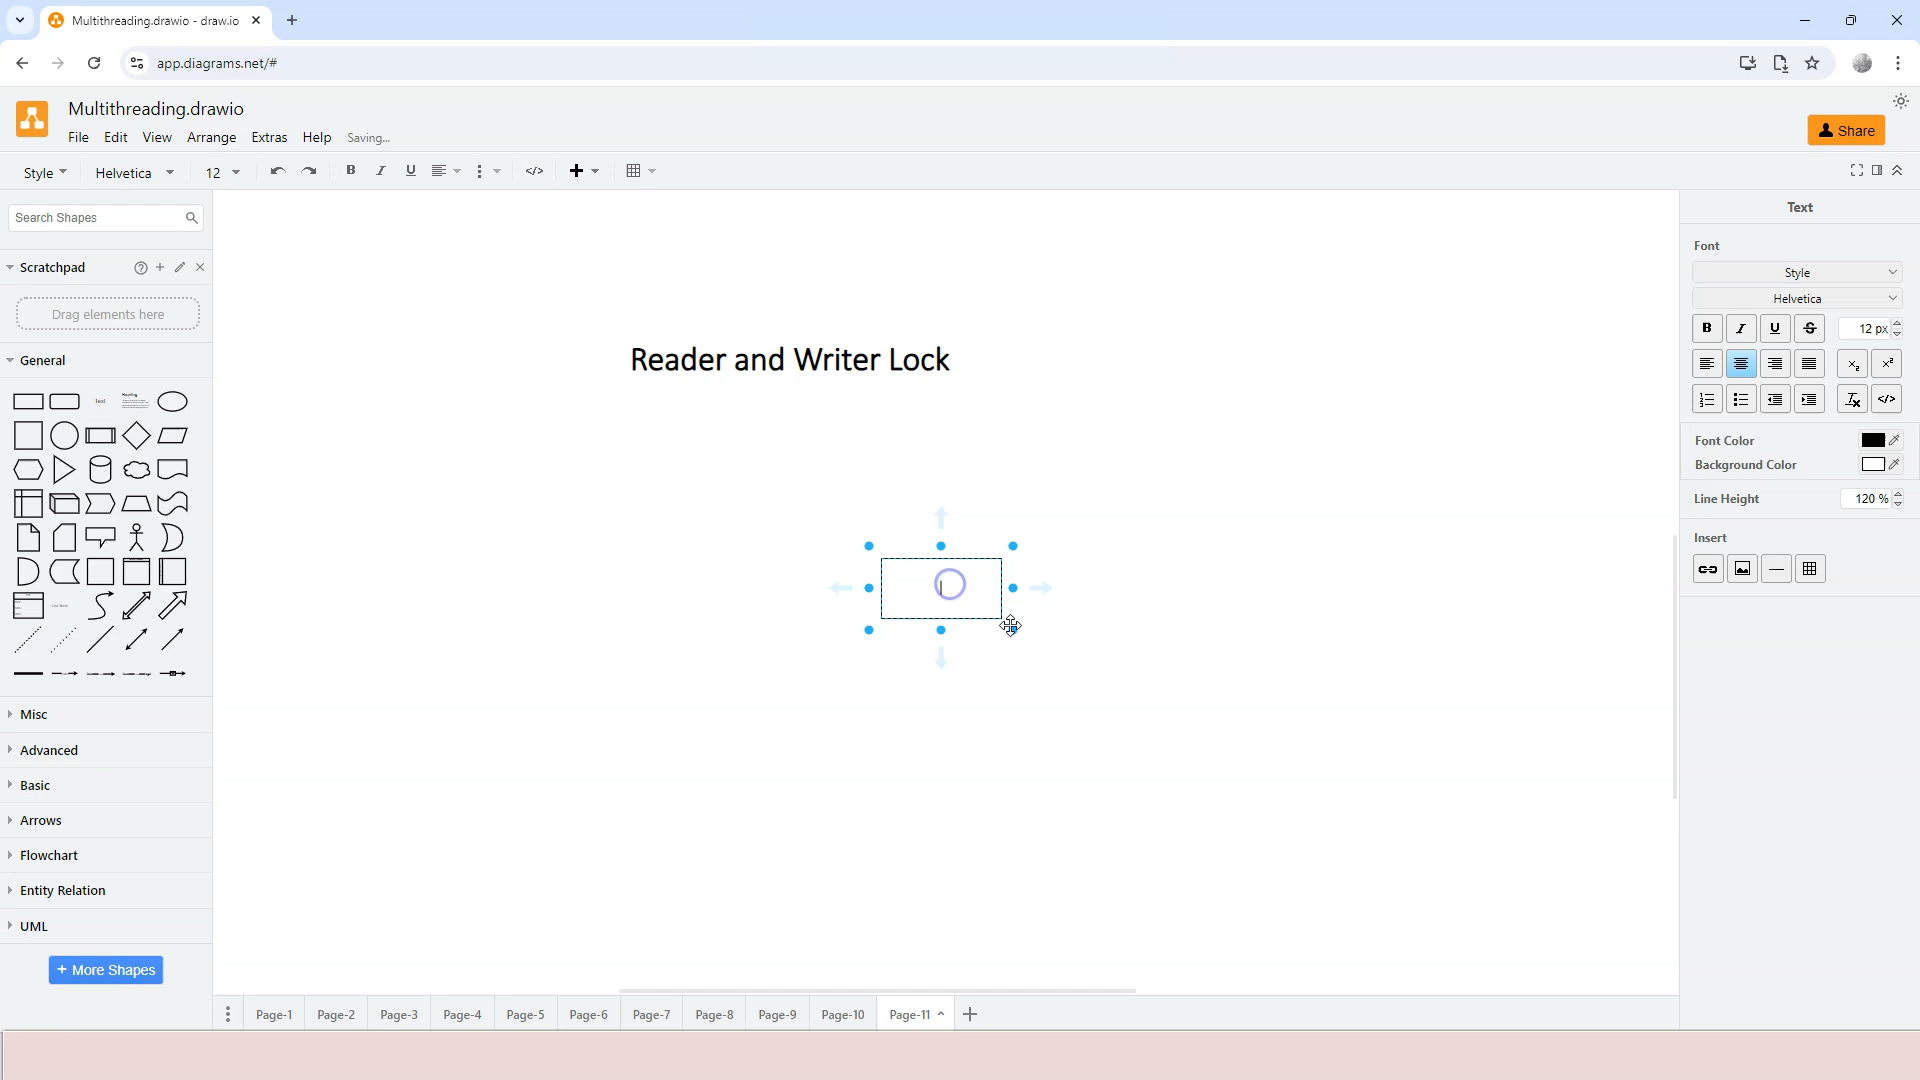 Multithreading.drawio - draw.io
app.diagrams.net/#
Multithreading.drawio
File Edit View Arrange Extras Help Saving...
Share
Style Helvetica 12 B I U </>
Search Shapes
Scratchpad
Drag elements here
General
Text
Heading
Misc
Advanced
Basic
Arrows
Flowchart
Entity Relation
UML
+ More Shapes
Reader and Writer Lock
Text
Font
Style
Helvetica
B I U S 12 px
Font Color
Background Color
Line Height 120 %
Insert
Page-1 Page-2 Page-3 Page-4 Page-5 Page-6 Page-7 Page-8 Page-9 Page-10 Page-11